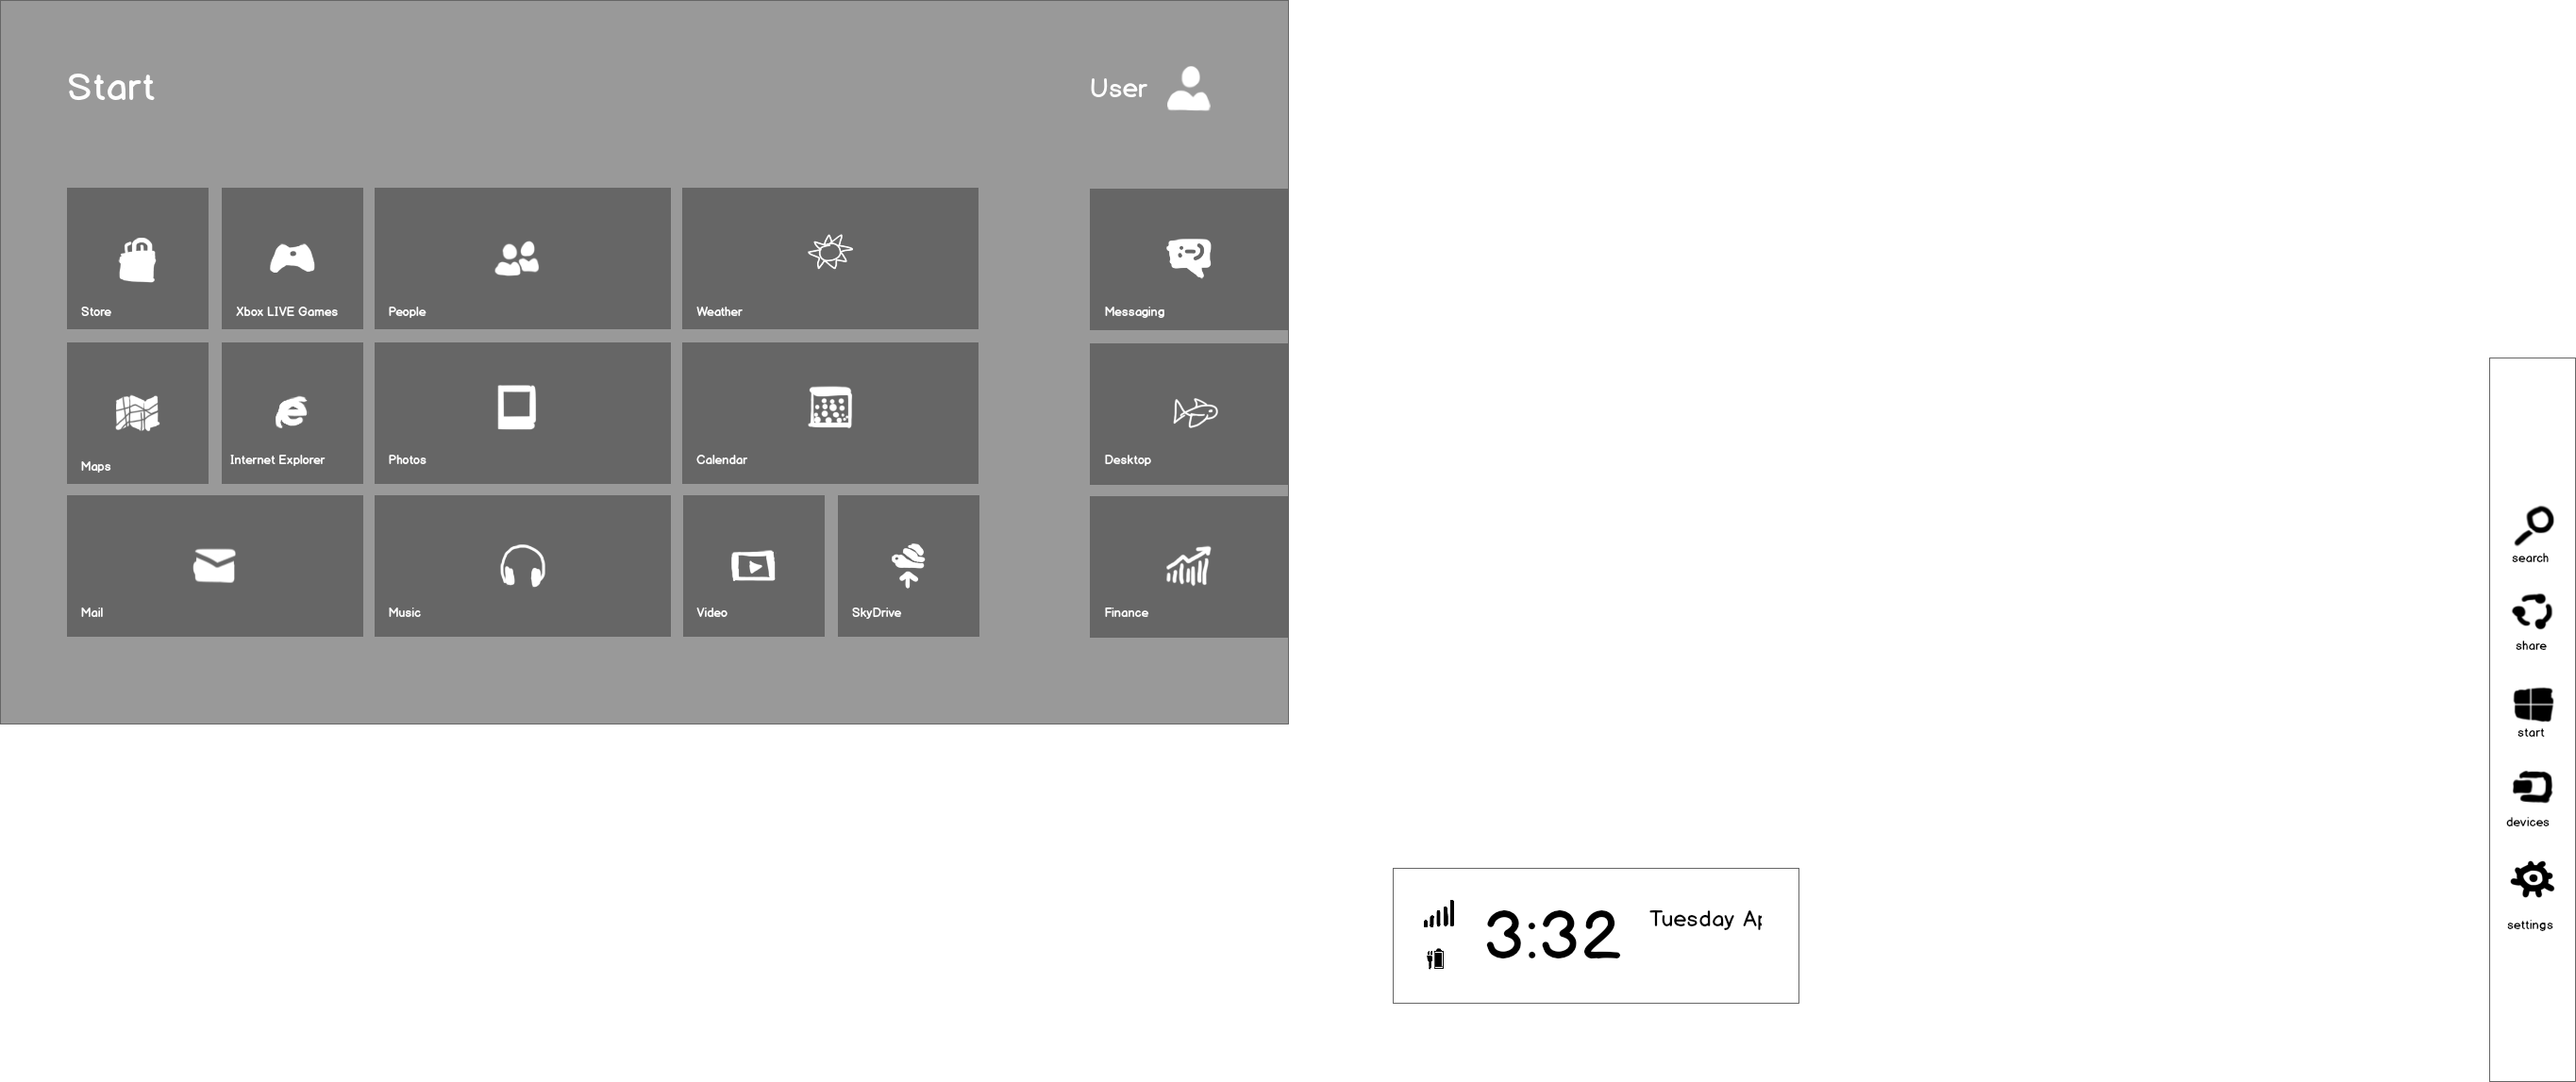 Start
User
Store
Xbox LIVE Games
People
Weather
Messaging
Maps
Internet Explorer
Photos
Calendar
Desktop
Mail
Music
Video
SkyDrive
Finance
search
share
start
devices
settings
3:32
Tuesday Ap